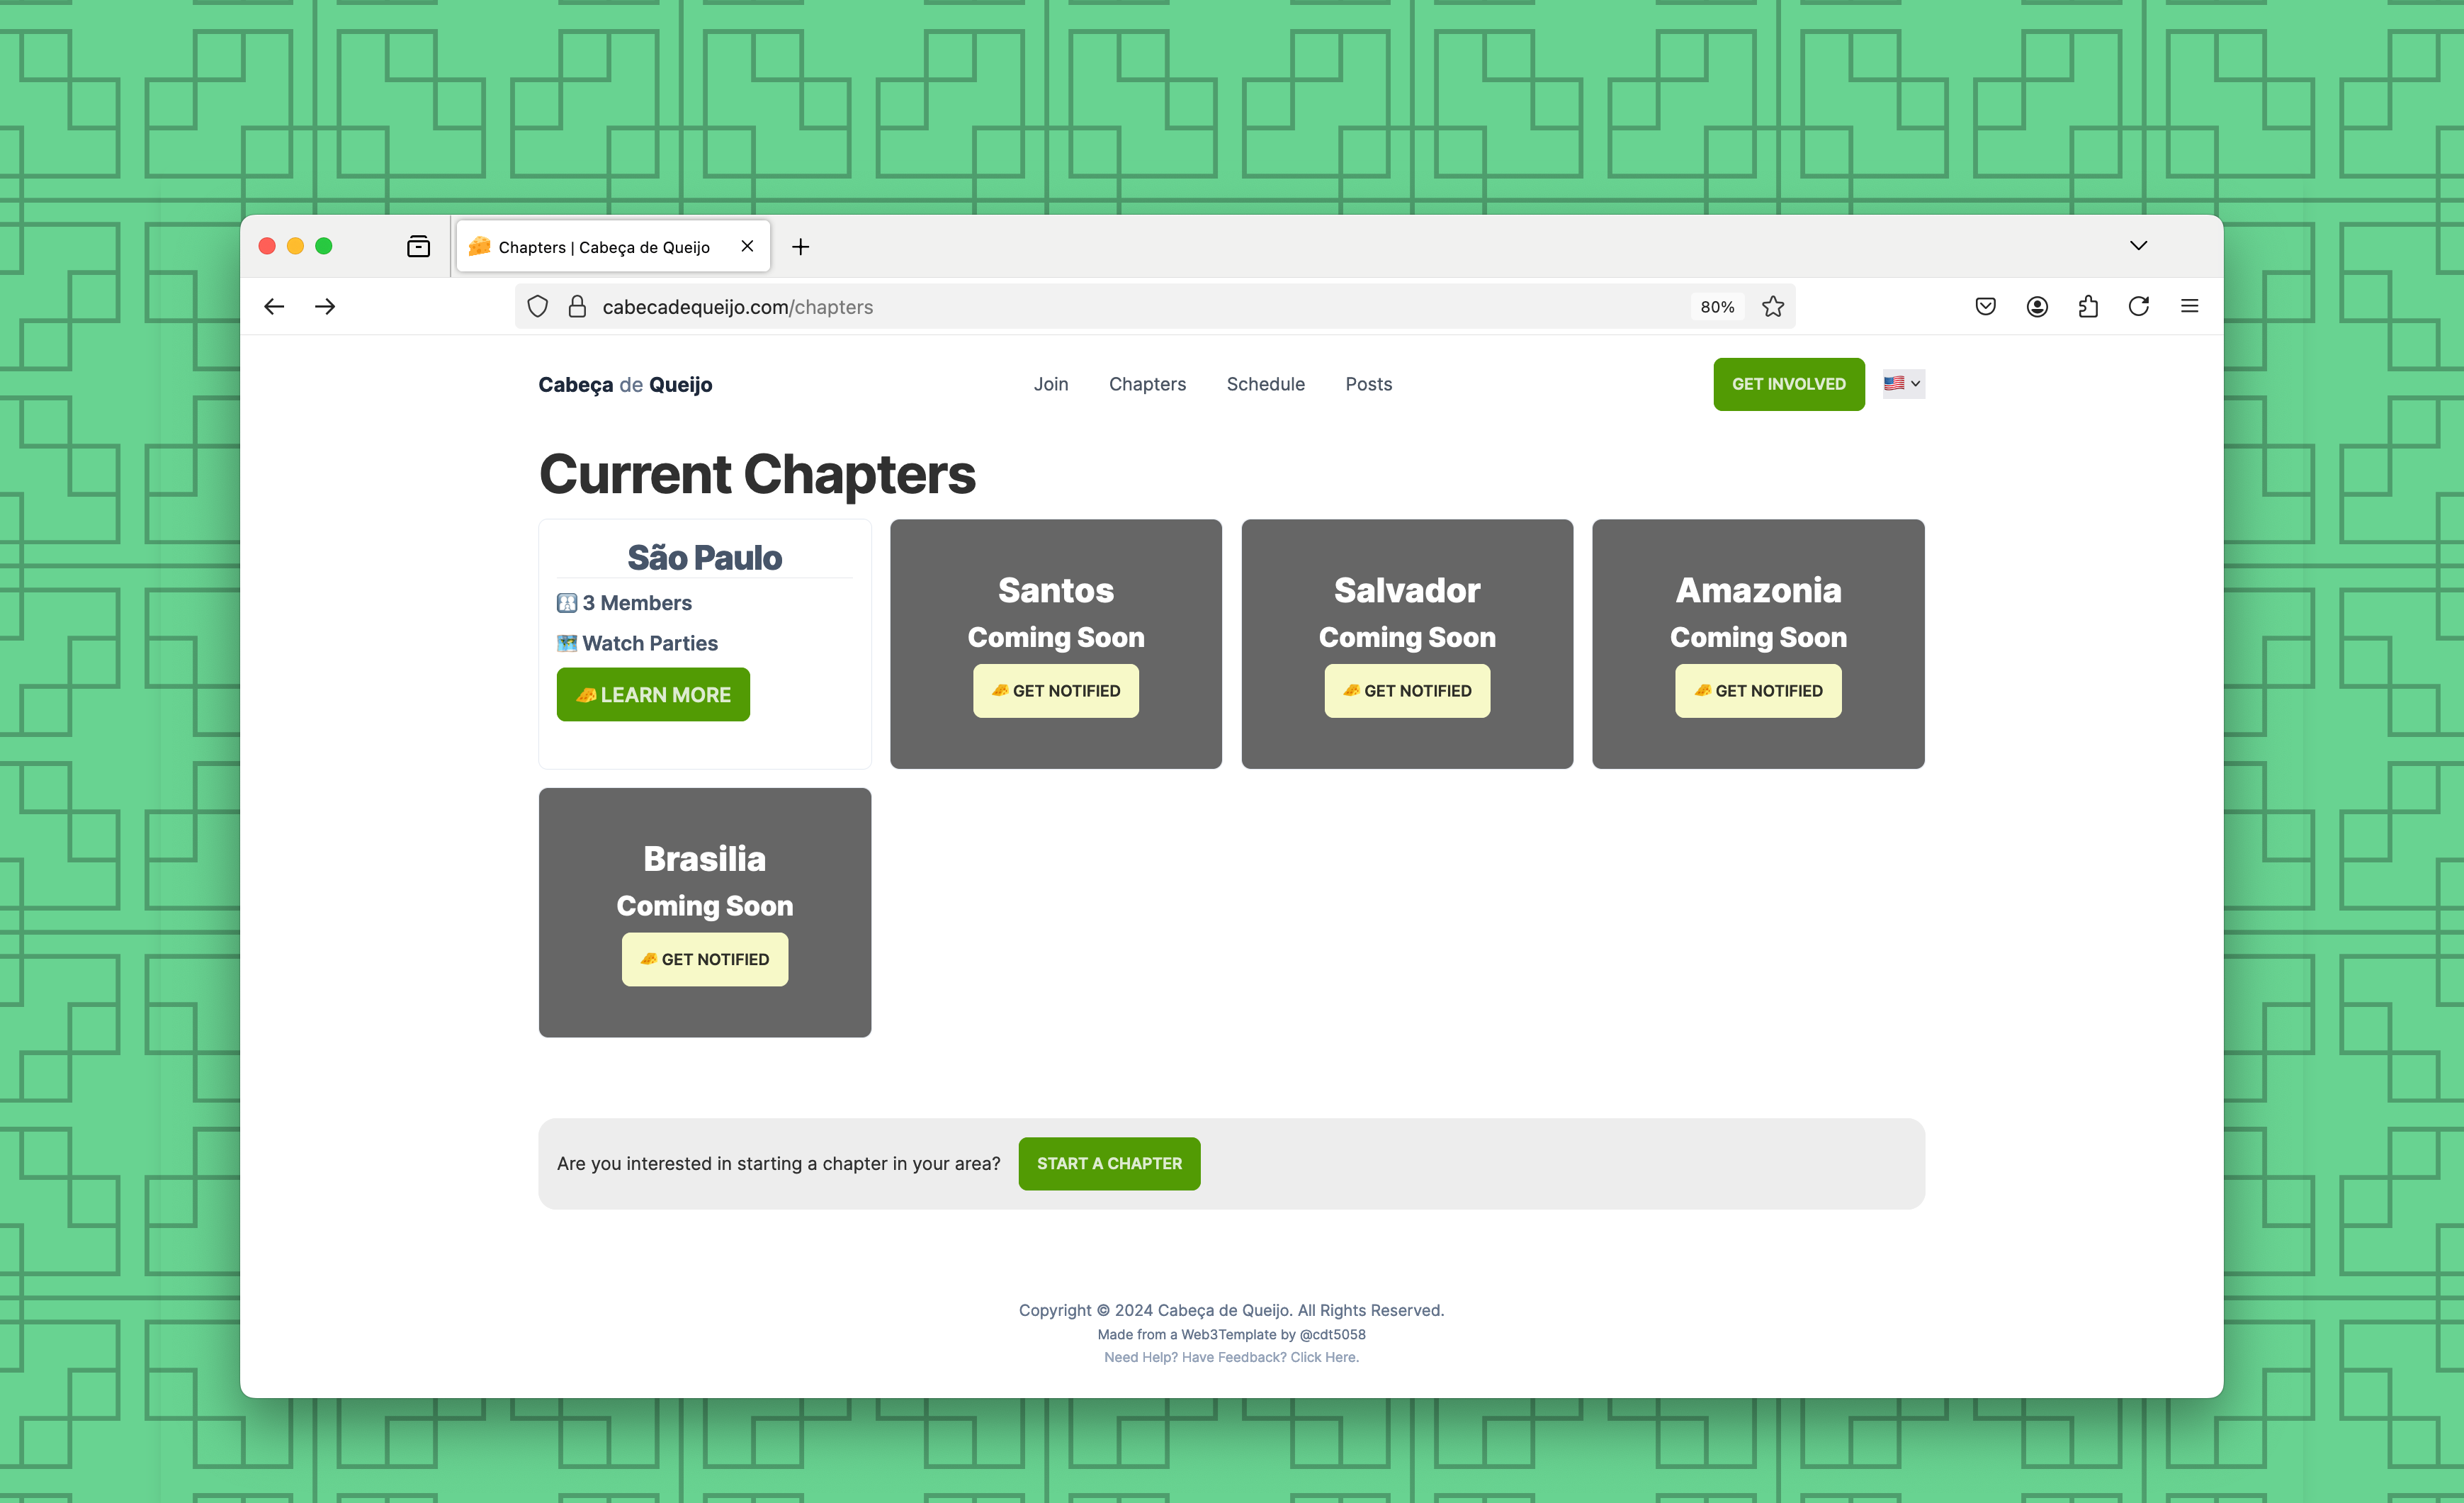 Chapters | Cabeça de Queijo
cabecadequeijo.com/chapters
80%
Cabeça de Queijo
Join
Chapters
Schedule
Posts
GET INVOLVED
Current Chapters
São Paulo
3 Members
Watch Parties
LEARN MORE
Santos
Coming Soon
GET NOTIFIED
Salvador
Coming Soon
GET NOTIFIED
Amazonia
Coming Soon
GET NOTIFIED
Brasilia
Coming Soon
GET NOTIFIED
Are you interested in starting a chapter in your area?
START A CHAPTER
Copyright © 2024 Cabeça de Queijo. All Rights Reserved.
Made from a Web3Template by @cdt5058
Need Help? Have Feedback? Click Here.